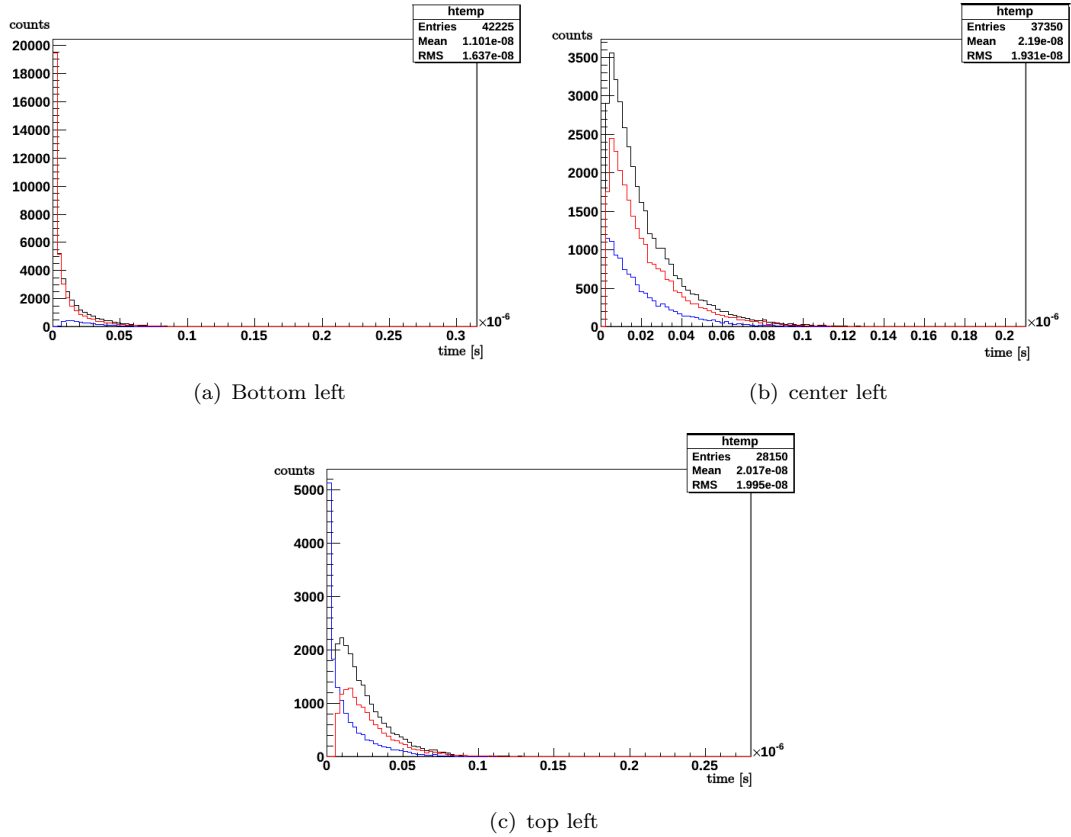 htemp
Entries 42225
Mean 1.101e-08
RMS 1.637e-08
counts
20000
18000
16000
14000
12000
10000
8000
6000
4000
2000
0
0 0.05 0.1 0.15 0.2 0.25 0.3
×10-6
time [s]
(a) Bottom left
htemp
Entries 37350
Mean 2.19e-08
RMS 1.931e-08
counts
3500
3000
2500
2000
1500
1000
500
0
0 0.02 0.04 0.06 0.08 0.1 0.12 0.14 0.16 0.18 0.2
×10-6
time [s]
(b) center left
htemp
Entries 28150
Mean 2.017e-08
RMS 1.995e-08
counts
5000
4000
3000
2000
1000
0
0 0.05 0.1 0.15 0.2 0.25
×10-6
time [s]
(c) top left